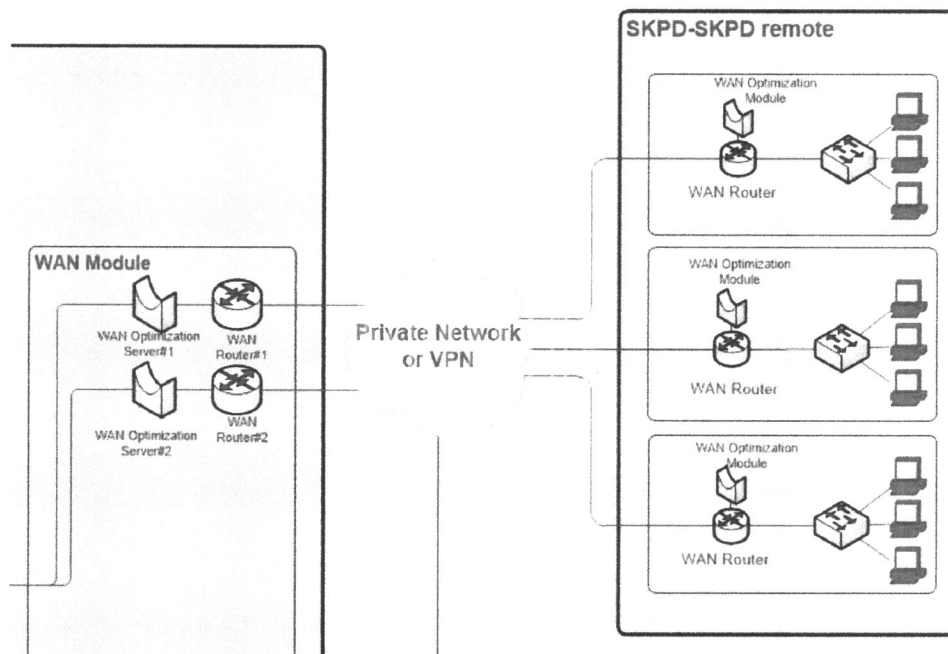 SKPD-SKPD remote
WAN Optimization
Module
WAN Router
WAN Module
WAN Optimization
Server#1
WAN
Router#1
WAN Optimization
Server#2
WAN
Router#2
Private Network
or VPN
WAN Optimization
Module
WAN Router
WAN Optimization
Module
WAN Router